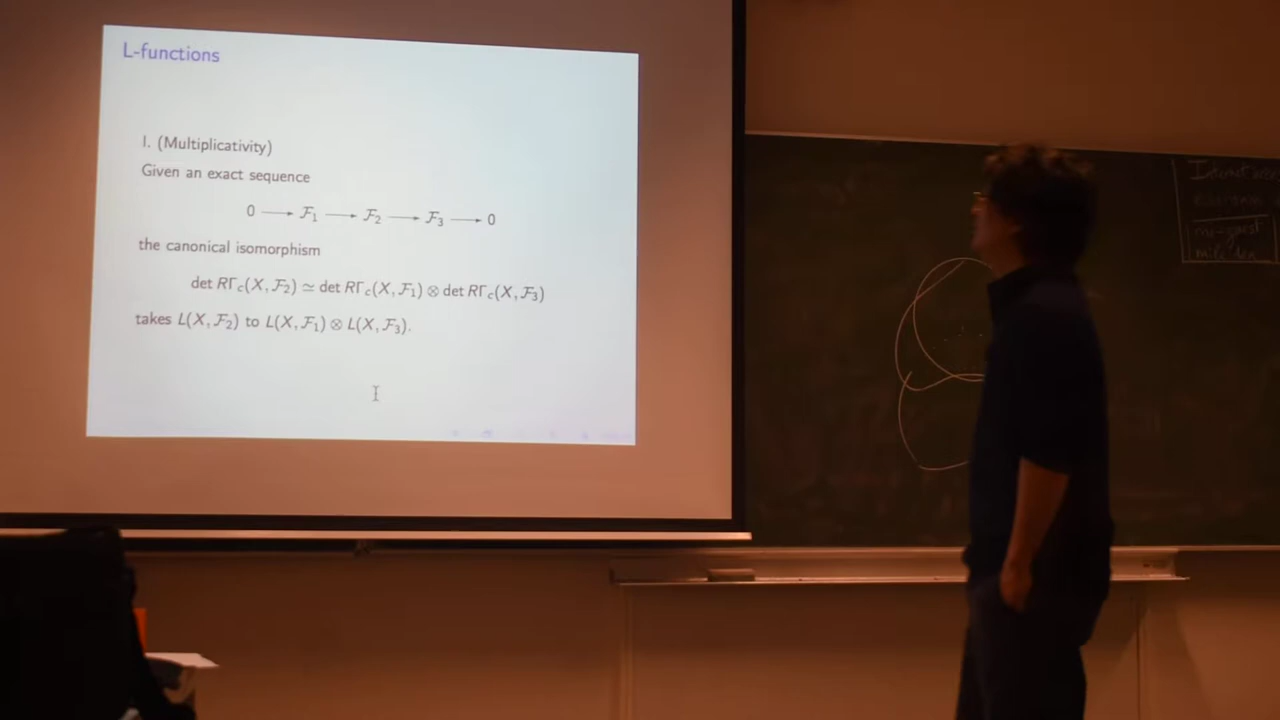 L-functions
I. (Multiplicativity)
Given an exact sequence
0 ⟶ ℱ₁ ⟶ ℱ₂ ⟶ ℱ₃ ⟶ 0
the canonical isomorphism
det RΓ_c(X, ℱ₂) ≃ det RΓ_c(X, ℱ₁) ⊗ det RΓ_c(X, ℱ₃)
takes L(X, ℱ₂) to L(X, ℱ₁) ⊗ L(X, ℱ₃).
Internet